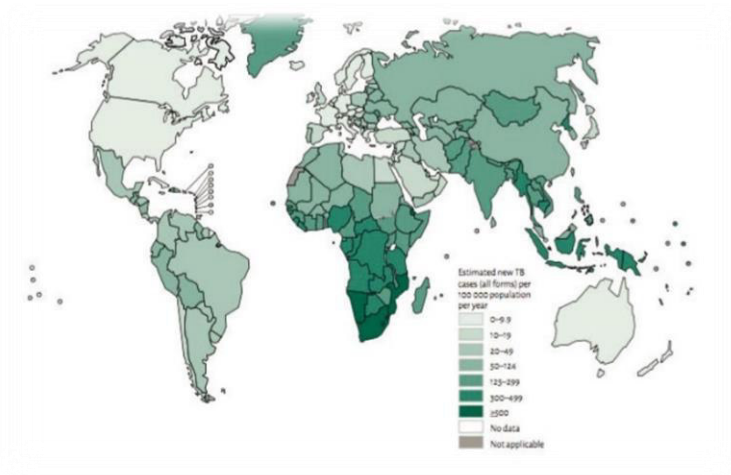 Estimated new TB
cases (all forms) per
100 000 population
per year
0–9.9
10–19
20–49
50–124
125–299
300–499
≥500
No data
Not applicable